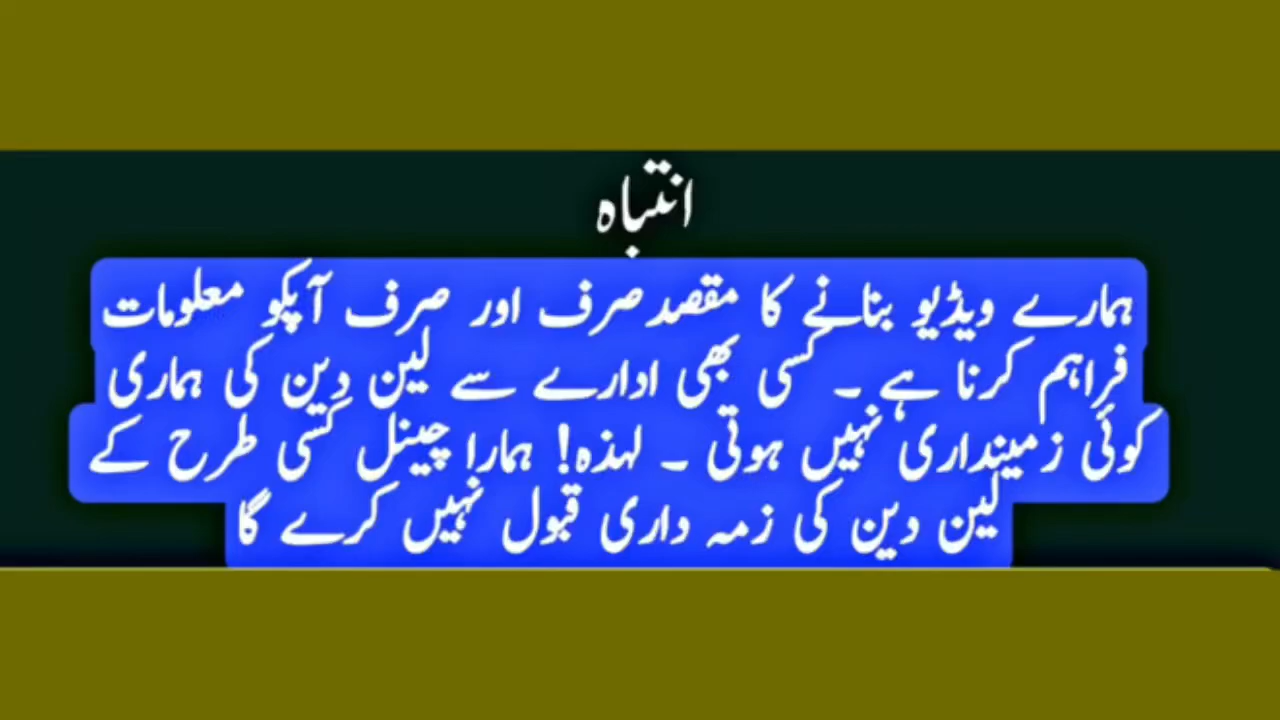 انتباہ
ہمارے ویڈیو بنانے کا مقصد صرف اور صرف آپکو معلومات
فراہم کرنا ہے ۔ کسی بھی ادارے سے لین دین کی ہماری
کوئی زمینداری نہیں ہوتی ۔ لہذہ! ہمارا چینل کسی طرح کے
لین دین کی زمہ داری قبول نہیں کرے گا